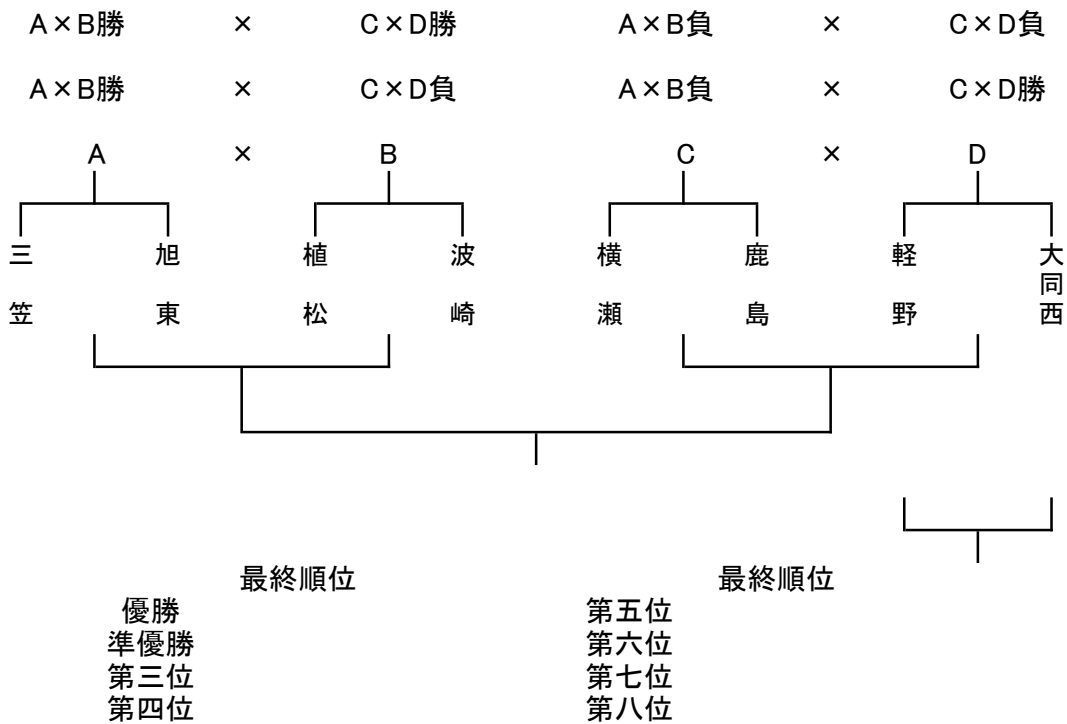 A×B勝 × C×D勝 A×B負 × C×D負
A×B勝 × C×D負 A×B負 × C×D勝
A × B C × D
三笠 旭東 植松 波崎 横瀬 鹿島 軽野 大同西
最終順位 最終順位
優勝 第五位
準優勝 第六位
第三位 第七位
第四位 第八位